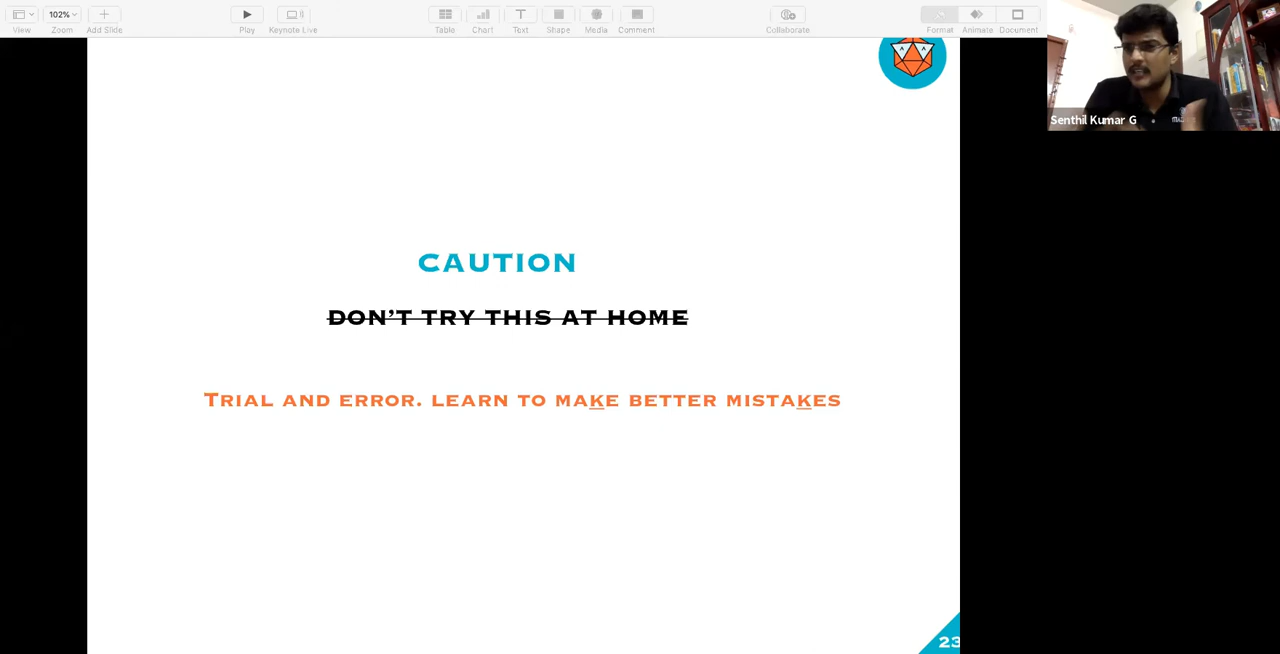 102%
View
Zoom
Add Slide
Play
Keynote Live
Table
Chart
Text
Shape
Media
Comment
Collaborate
Format
Animate
Document
Senthil Kumar G
A A
CAUTION
DON'T TRY THIS AT HOME
TRIAL AND ERROR. LEARN TO MAKE BETTER MISTAKES
23